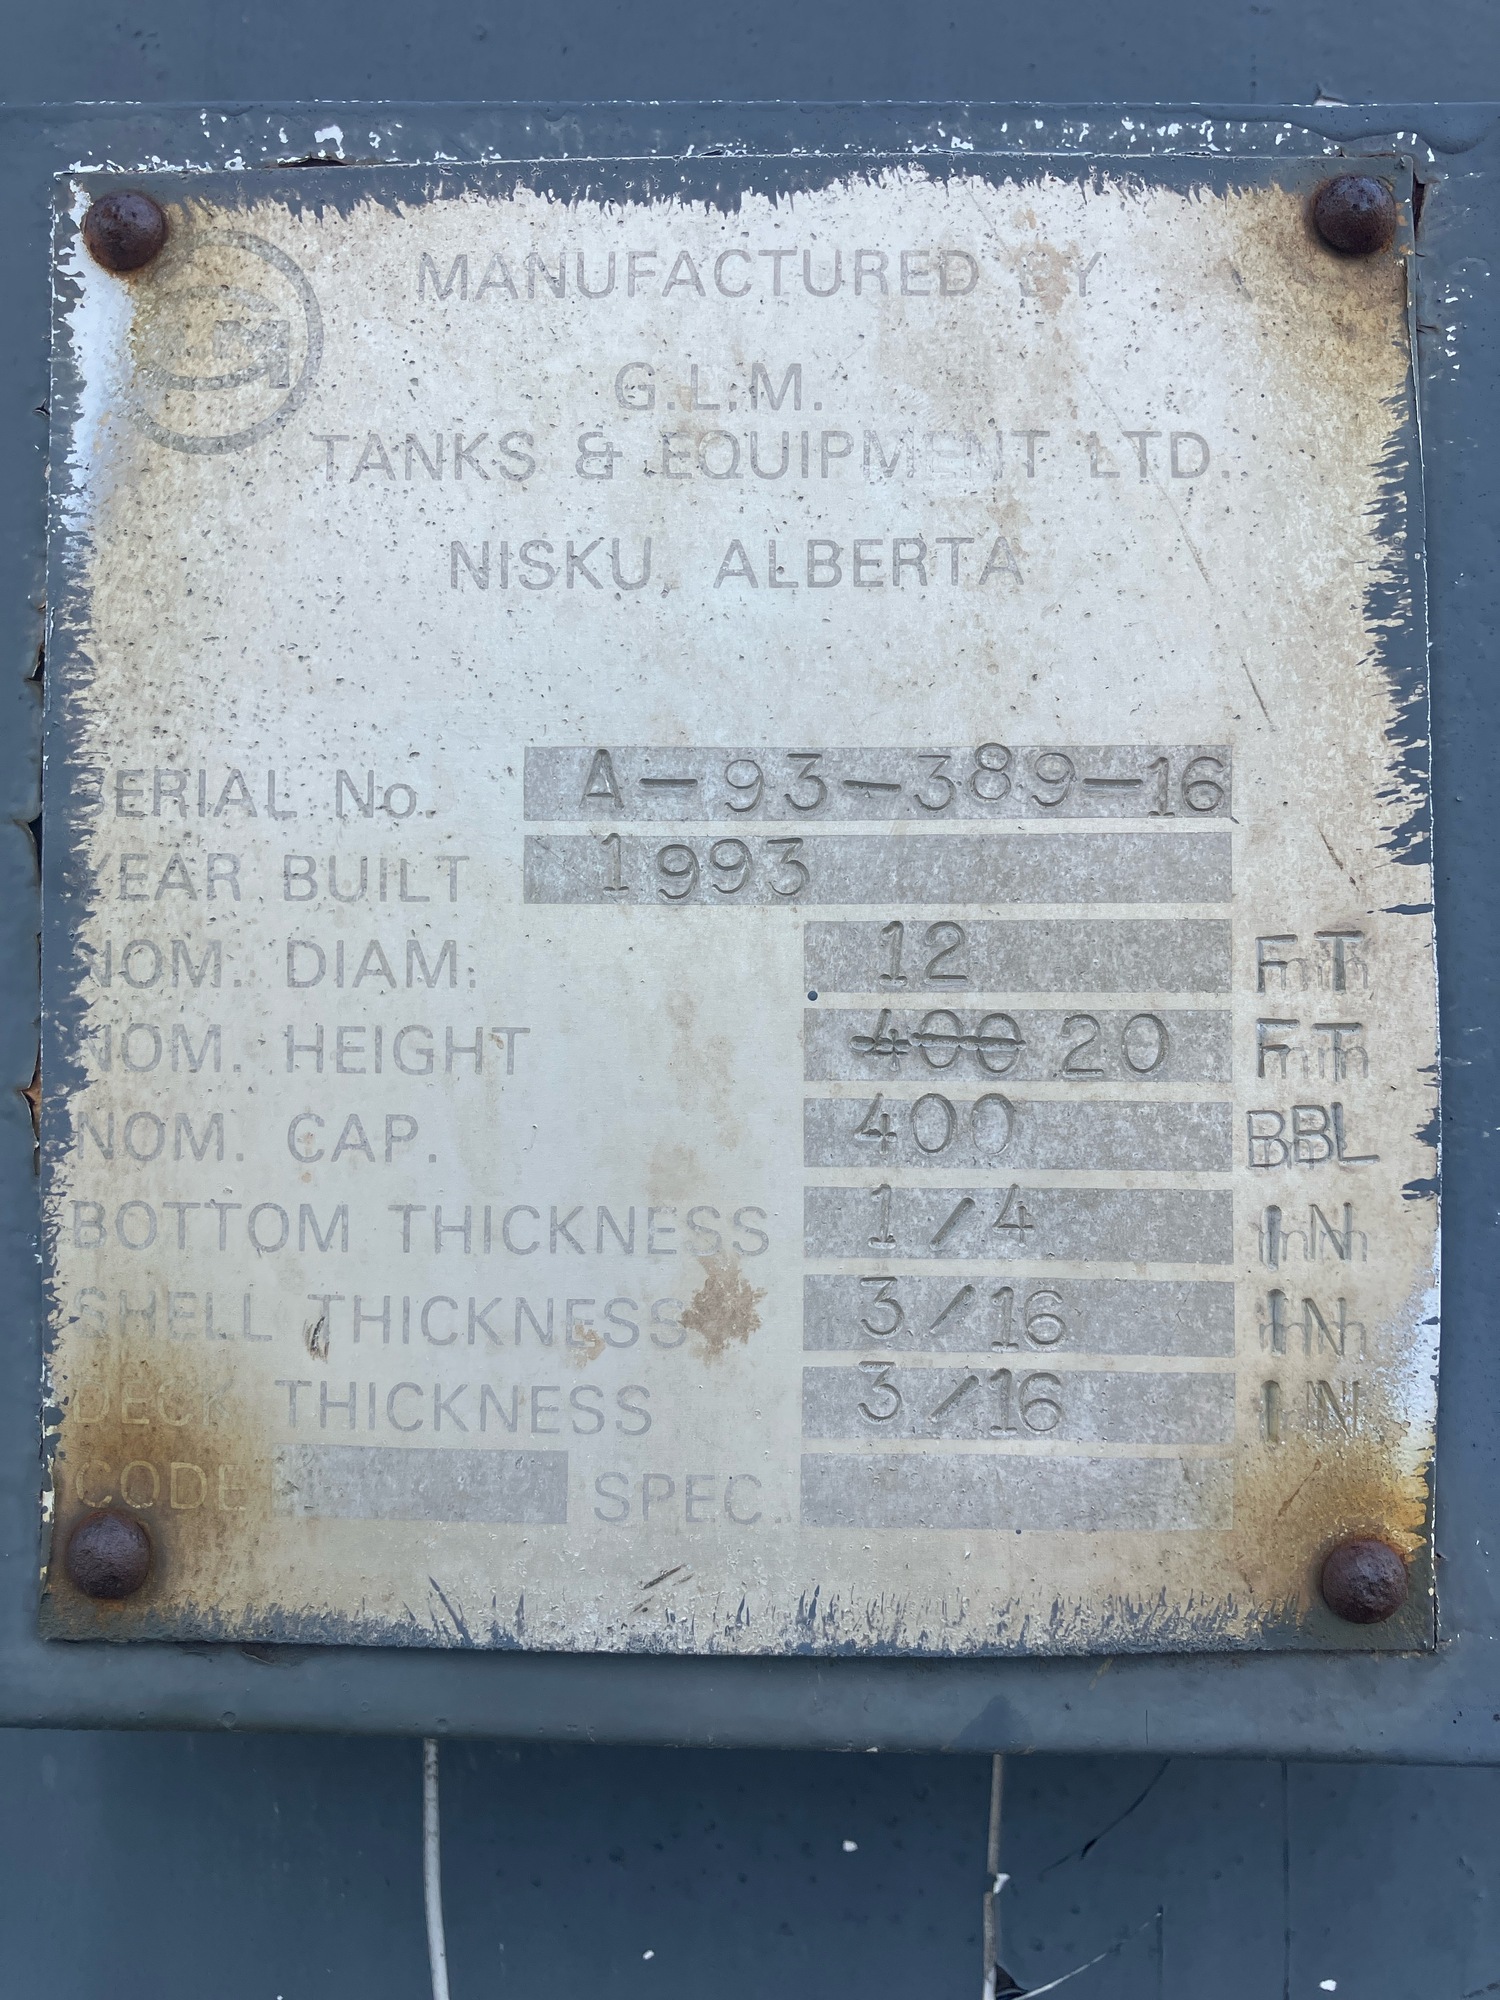 MANUFACTURED BY
G.L.M.
TANKS & EQUIPMENT LTD.
NISKU, ALBERTA
SERIAL No. A-93-389-16
YEAR BUILT 1993
NOM. DIAM. 12 FT
NOM. HEIGHT 400 20 FT
NOM. CAP. 400 BBL
BOTTOM THICKNESS 1/4 IN
SHELL THICKNESS 3/16 IN
DECK THICKNESS 3/16 IN
CODE SPEC.